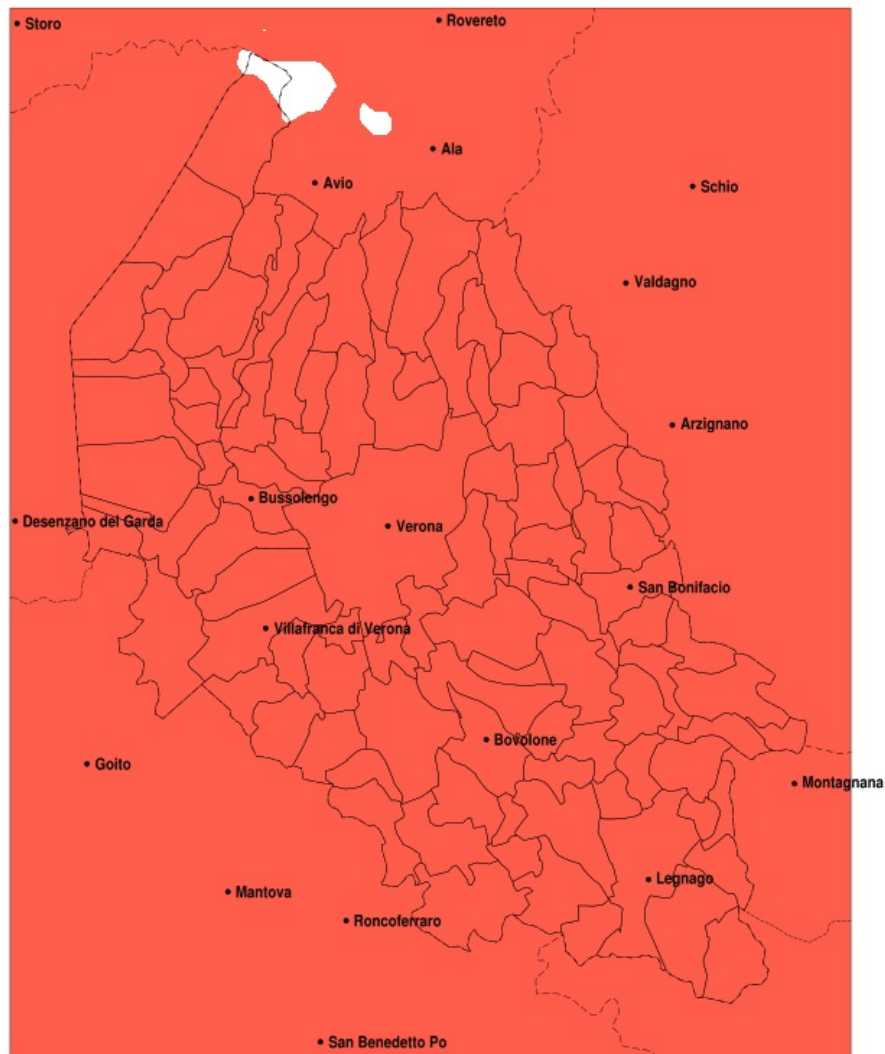 Storo
Rovereto
Ala
Avio
Schio
Valdagno
Arzignano
Bussolengo
Desenzano del Garda
Verona
San Bonifacio
Villafranca di Verona
Bovolone
Goito
Montagnana
Legnago
Mantova
Roncoferraro
San Benedetto Po